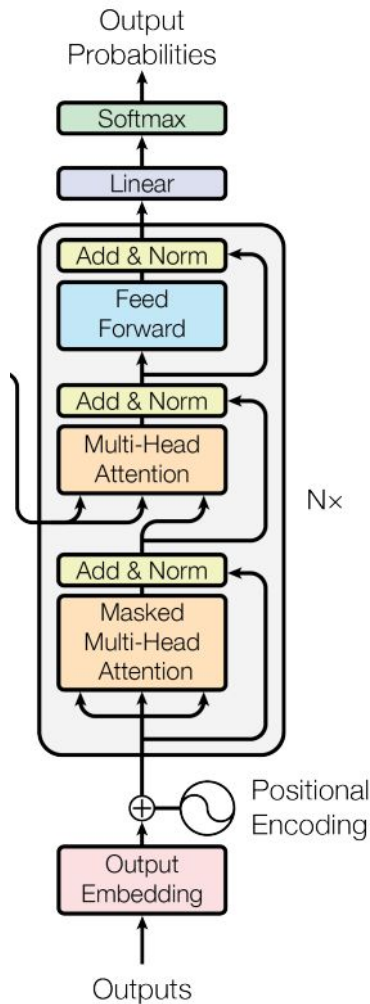 Output
Probabilities
Softmax
Linear
Add & Norm
Feed
Forward
Add & Norm
Multi-Head
Attention
N×
Add & Norm
Masked
Multi-Head
Attention
Positional
Encoding
Output
Embedding
Outputs